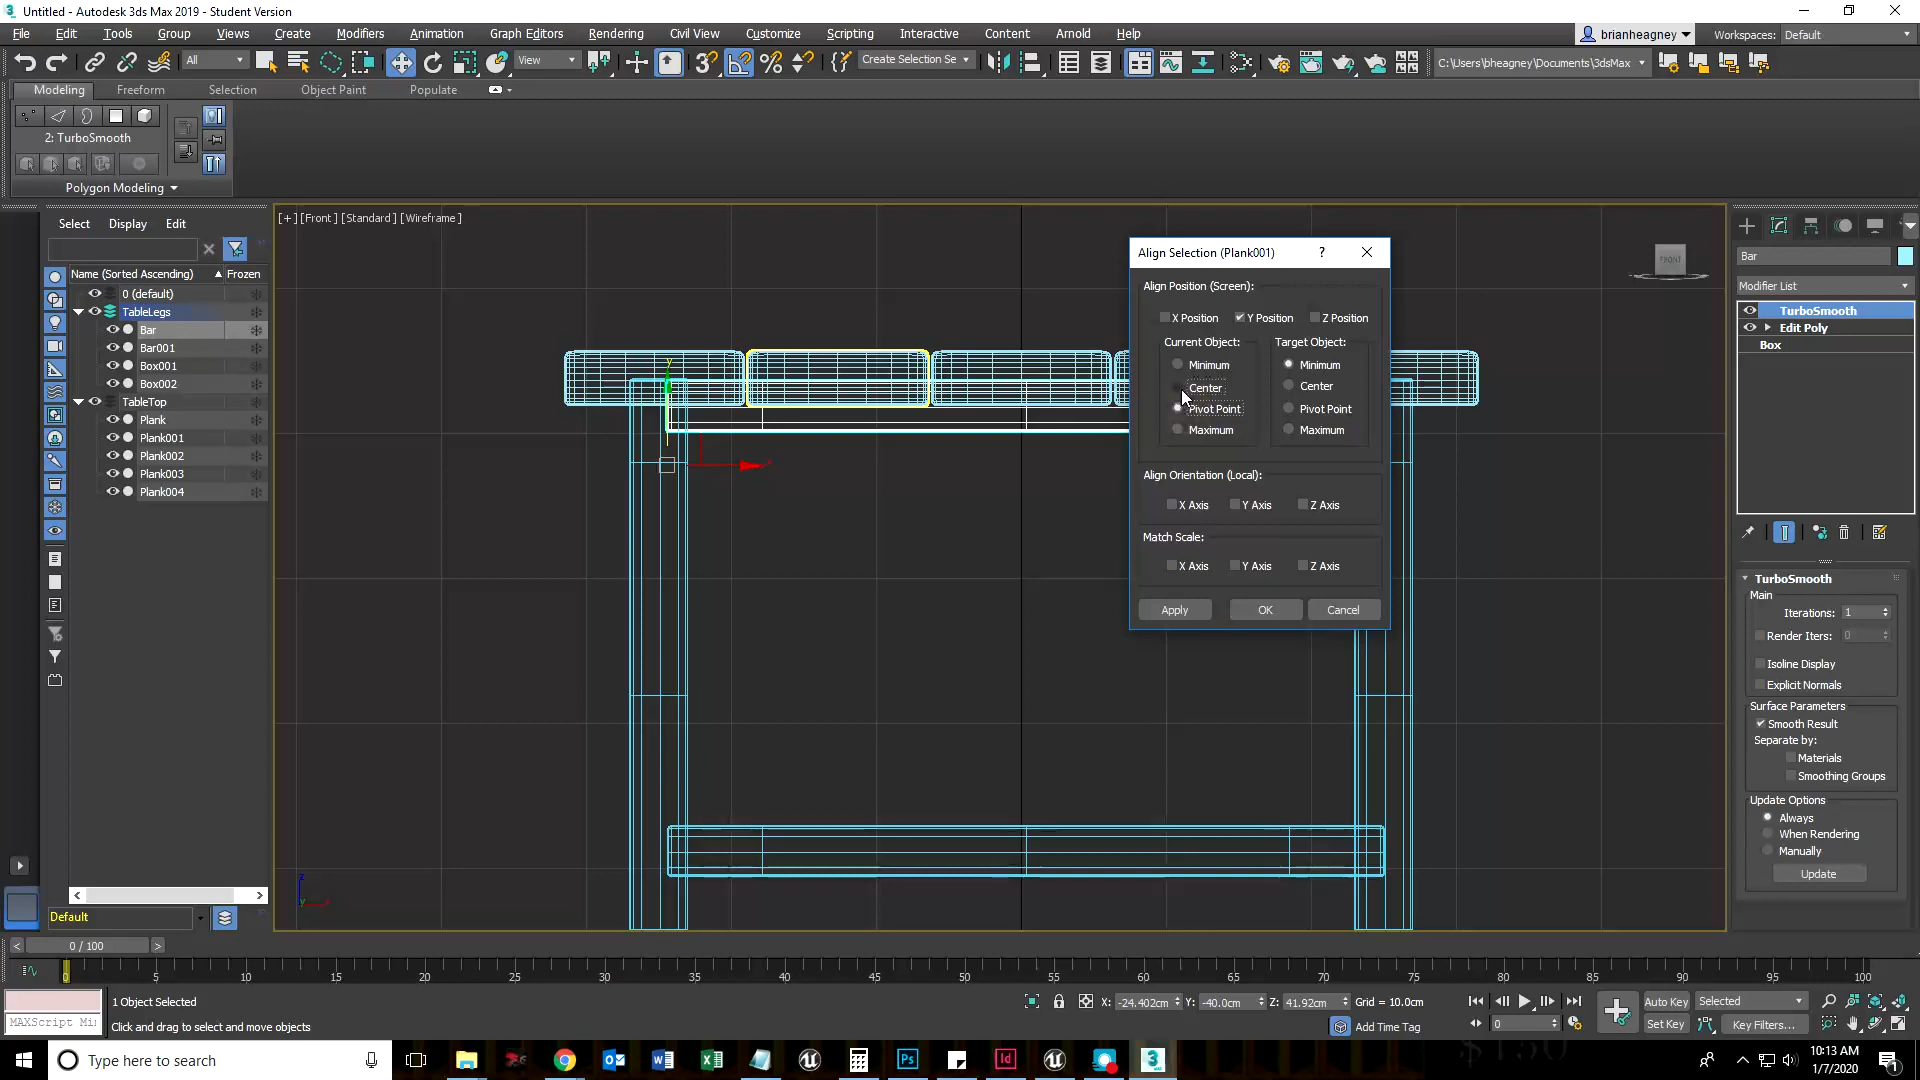 Untitled - Autodesk 3ds Max 2019 - Student Version
File Edit Tools Group Views Create Modifiers Animation Graph Editors Rendering Civil View Customize Scripting Interactive Content Arnold Help
brianheagney Workspaces: Default
All View Create Selection Se C:\Users\bheagney\Documents\3dsMax
Modeling Freeform Selection Object Paint Populate
2: TurboSmooth
Polygon Modeling
Select Display Edit
Name (Sorted Ascending) Frozen
0 (default)
TableLegs
Bar
Bar001
Box001
Box002
TableTop
Plank
Plank001
Plank002
Plank003
Plank004
Default
[+] [Front] [Standard] [Wireframe]
FRONT
y
x
z
Align Selection (Plank001) ?
Align Position (Screen):
X Position Y Position Z Position
Current Object: Target Object:
Minimum Minimum
Center Center
Pivot Point Pivot Point
Maximum Maximum
Align Orientation (Local):
X Axis Y Axis Z Axis
Match Scale:
X Axis Y Axis Z Axis
Apply OK Cancel
Bar
Modifier List
TurboSmooth
Edit Poly
Box
TurboSmooth
Main
Iterations: 1
Render Iters: 0
Isoline Display
Explicit Normals
Surface Parameters
Smooth Result
Separate by:
Materials
Smoothing Groups
Update Options
Always
When Rendering
Manually
Update
< 0 / 100 >
0 5 10 15 20 25 30 35 40 45 50 55 60 65 70 75 80 85 90 95 100
1 Object Selected
X: -24.402cm Y: -40.0cm Z: 41.92cm Grid = 10.0cm
Auto Key Selected
MAXScript Mi
Click and drag to select and move objects
Add Time Tag
0
Set Key Key Filters...
Type here to search
10:13 AM
1/7/2020